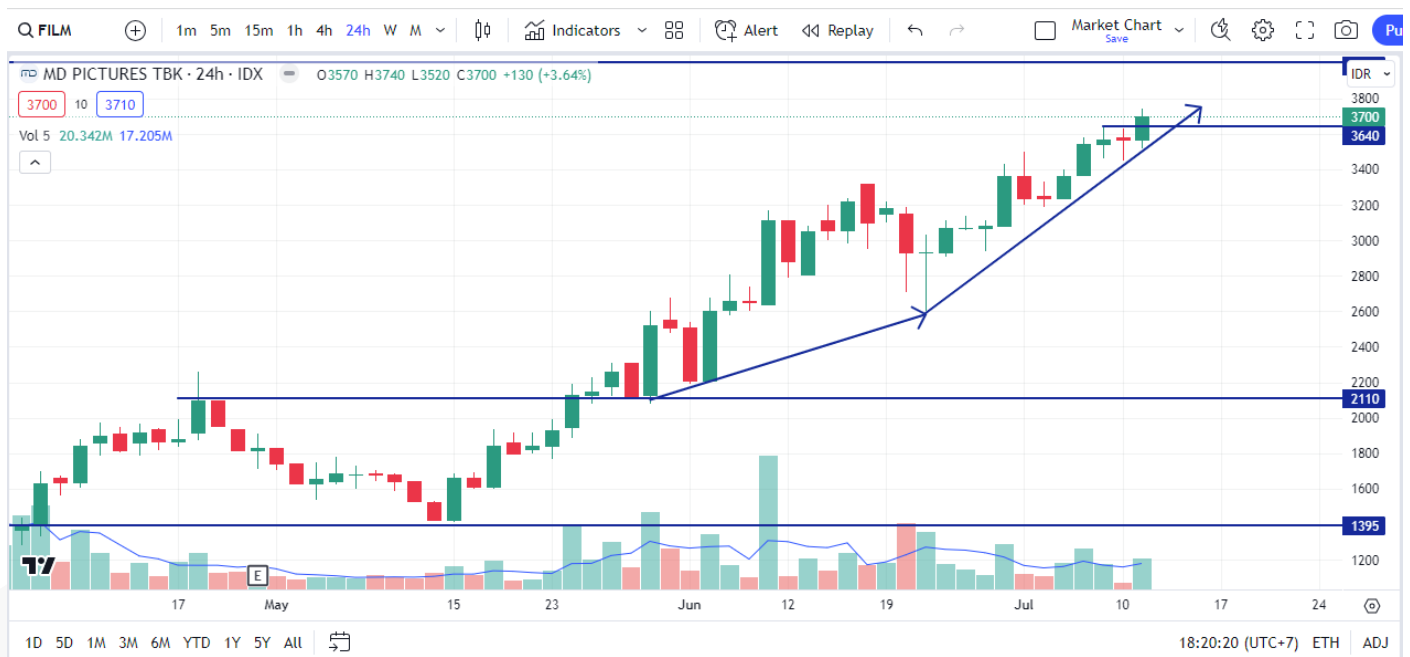 FILM 1m 5m 15m 1h 4h 24h W M Indicators Alert Replay Market Chart Pu
Save
MD PICTURES TBK · 24h · IDX O3570 H3740 L3520 C3700 +130 (+3.64%) IDR
3700 10 3710
Vol 5 20.342M 17.205M
3800
3700
3640
3400
3200
3000
2800
2600
2400
2200
2110
2000
1800
1600
1395
1200
E
17 May 15 23 Jun 12 19 Jul 10 17 24
1D 5D 1M 3M 6M YTD 1Y 5Y All 18:20:20 (UTC+7) ETH ADJ